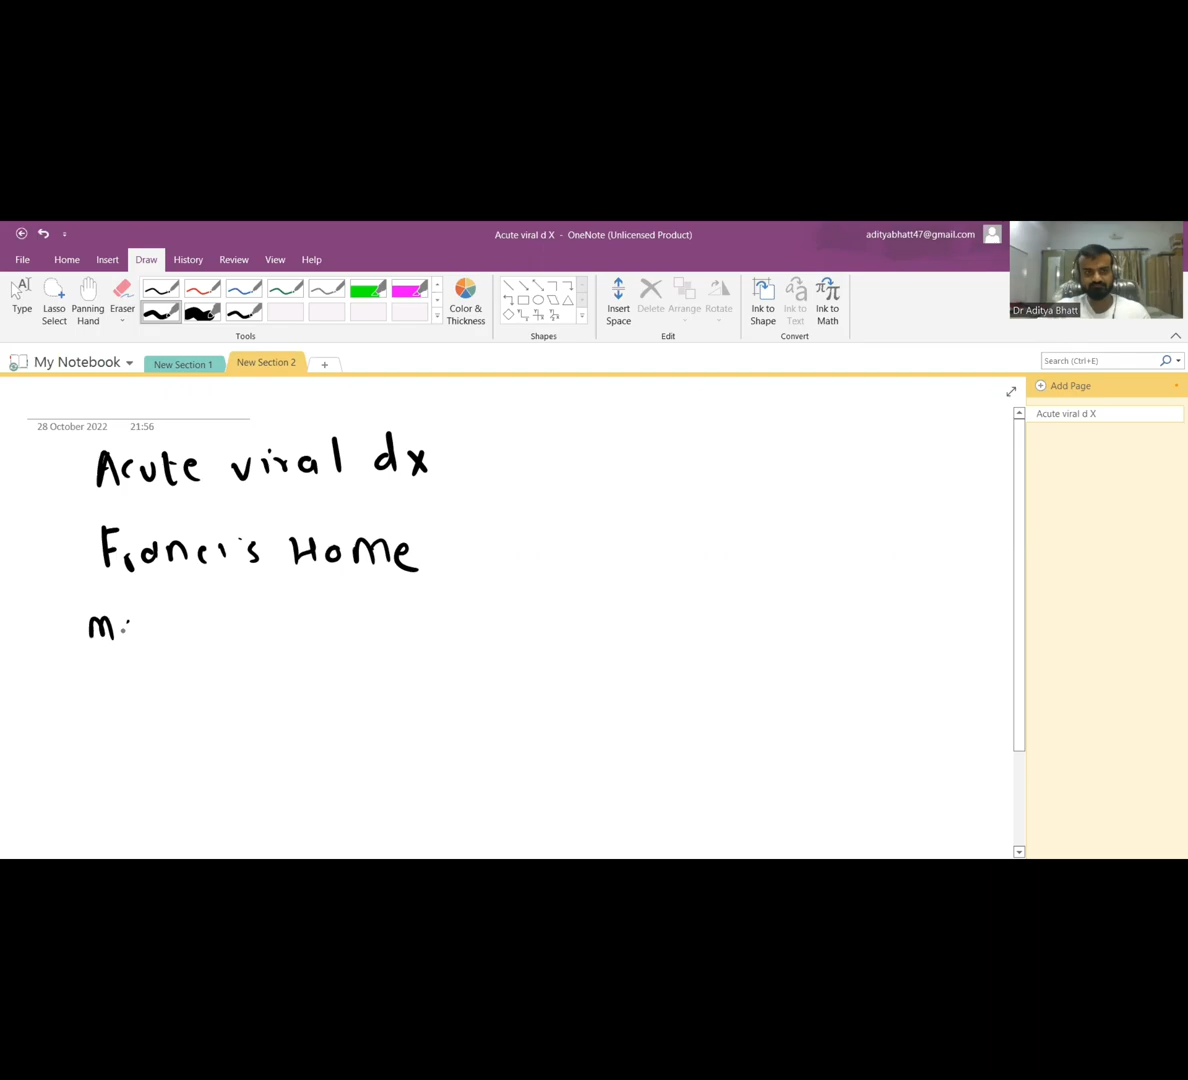 Acute viral d X - OneNote (Unlicensed Product)
adityabhatt47@gmail.com
File Home Insert Draw History Review View Help
Type
Lasso Select
Panning Hand
Eraser
Color & Thickness
Insert Space
Delete
Arrange
Rotate
Ink to Shape
Ink to Text
Ink to Math
Tools Shapes Edit Convert
Dr Aditya Bhatt
My Notebook New Section 1 New Section 2 +
Search (Ctrl+E)
Add Page
Acute viral d X
28 October 2022 21:56
Acute viral dx
Francis Home
m